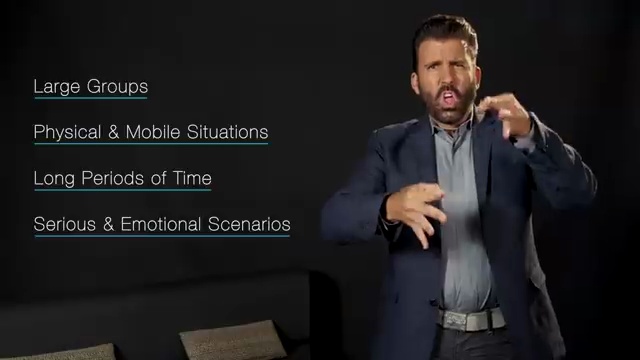 Large Groups
Physical & Mobile Situations
Long Periods of Time
Serious & Emotional Scenarios